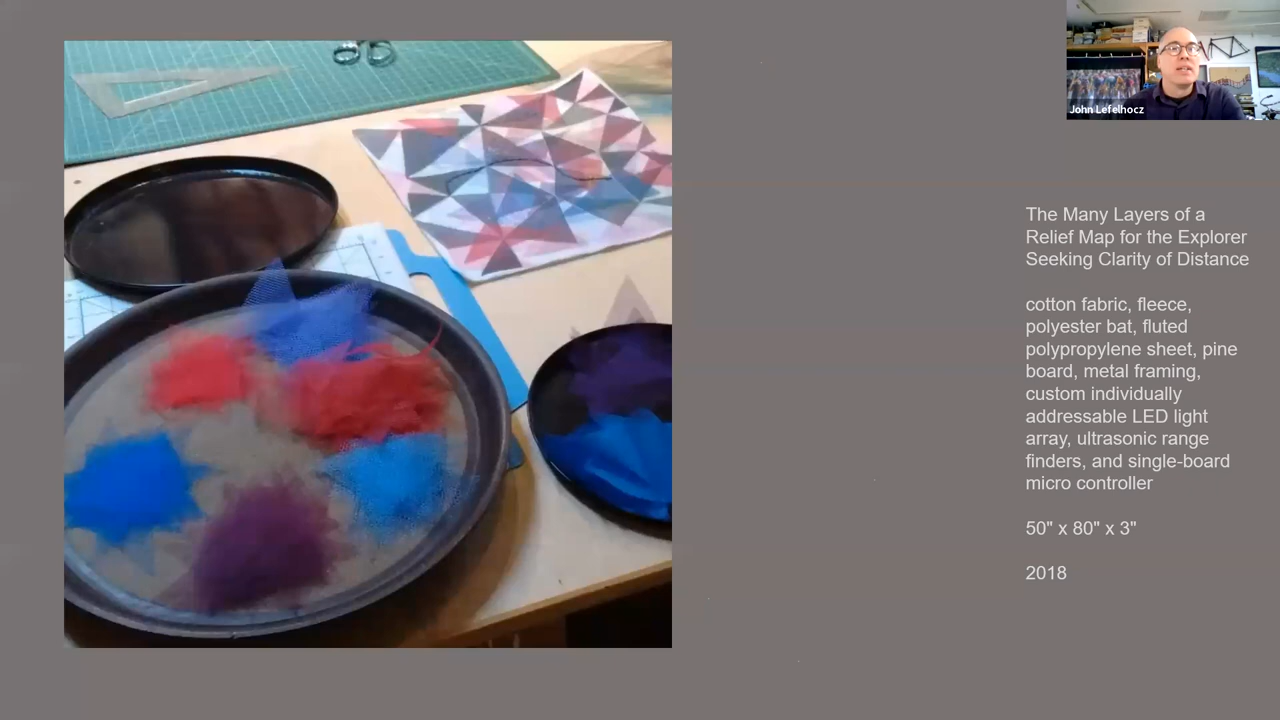 John Lefelhocz
The Many Layers of a
Relief Map for the Explorer
Seeking Clarity of Distance
cotton fabric, fleece,
polyester bat, fluted
polypropylene sheet, pine
board, metal framing,
custom individually
addressable LED light
array, ultrasonic range
finders, and single-board
micro controller
50" x 80" x 3"
2018